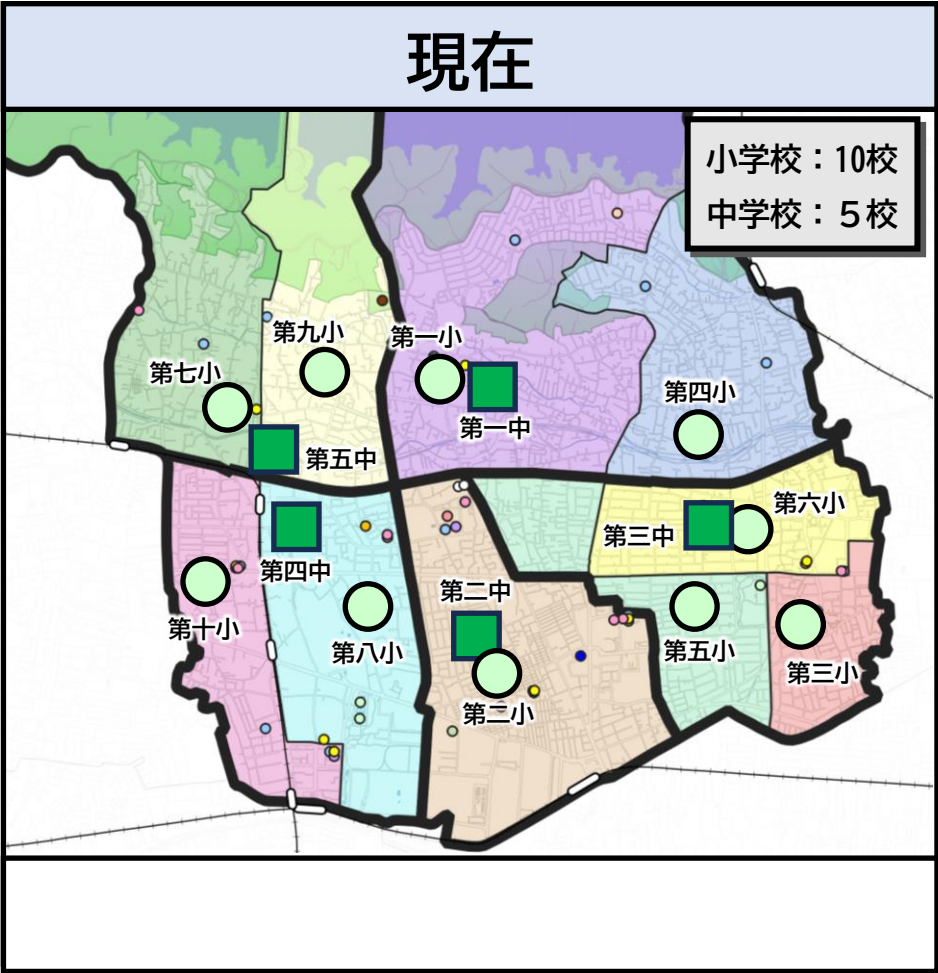 現在
小学校：10校
中学校：５校
第九小
第一小
第七小
第四小
第一中
第五中
第六小
第三中
第四中
第二中
第十小
第八小
第五小
第三小
第二小